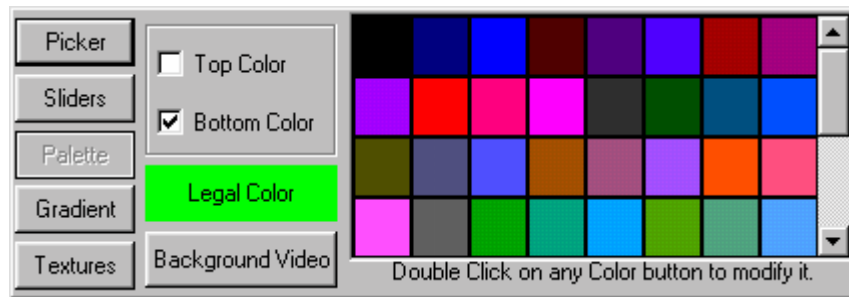 Picker
Sliders
Palette
Gradient
Textures
Top Color
Bottom Color
Legal Color
Background Video
Double Click on any Color button to modify it.